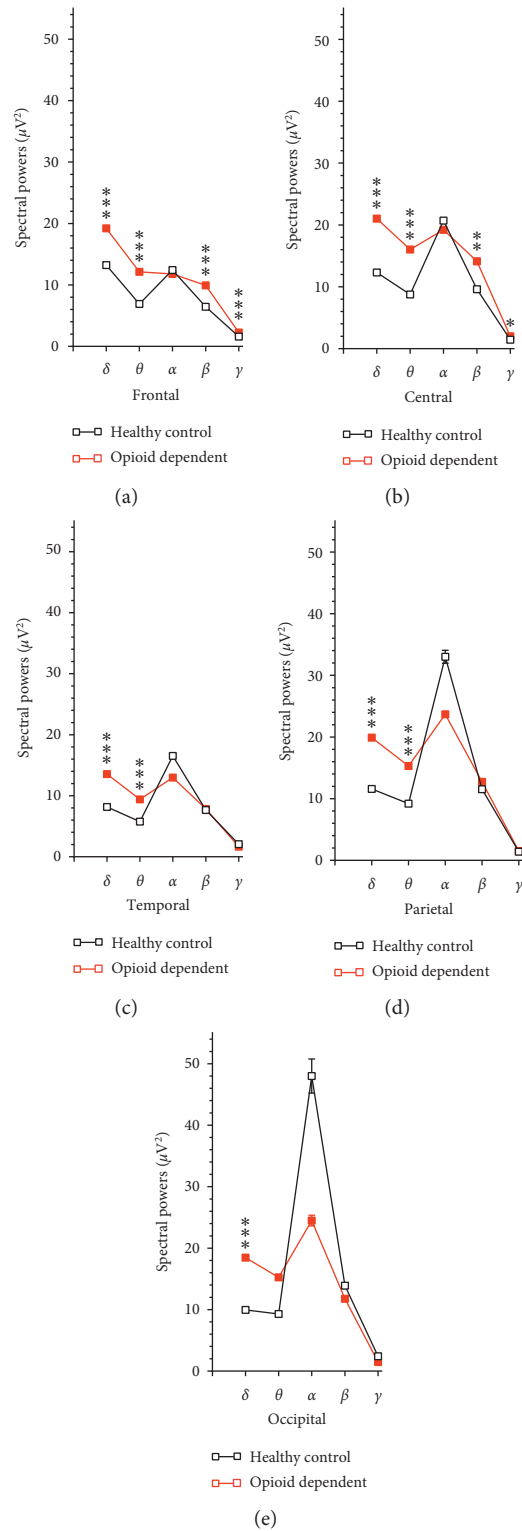 50
40
30
20
10
0
Spectral powers (μV²)
***
***
***
***
δ θ α β γ
Frontal
Healthy control
Opioid dependent
(a)
50
40
30
20
10
0
Spectral powers (μV²)
***
***
**
*
δ θ α β γ
Central
Healthy control
Opioid dependent
(b)
50
40
30
20
10
0
Spectral powers (μV²)
***
***
δ θ α β γ
Temporal
Healthy control
Opioid dependent
(c)
50
40
30
20
10
0
Spectral powers (μV²)
***
***
δ θ α β γ
Parietal
Healthy control
Opioid dependent
(d)
50
40
30
20
10
0
Spectral powers (μV²)
***
δ θ α β γ
Occipital
Healthy control
Opioid dependent
(e)